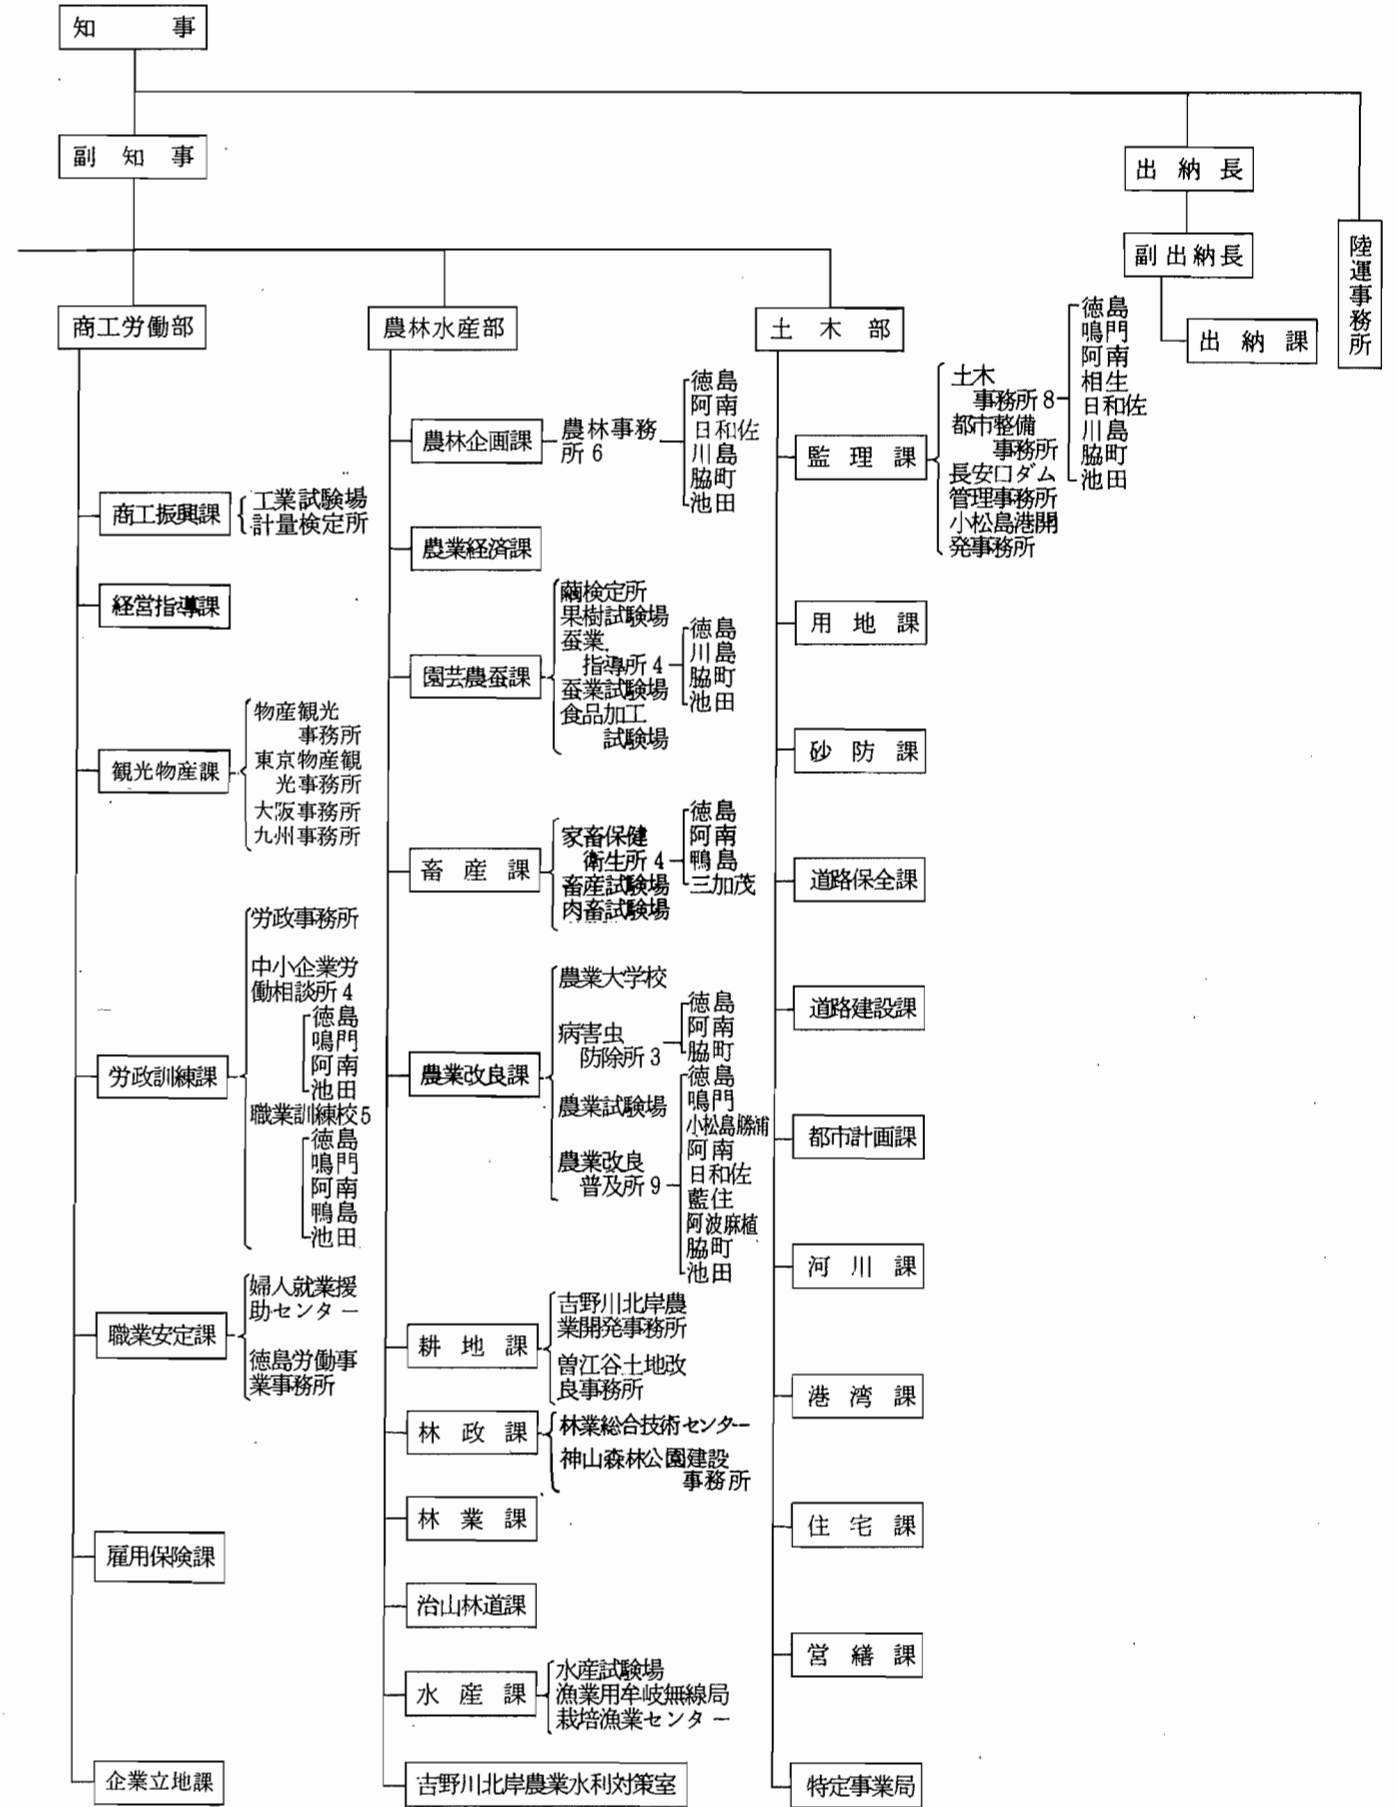 知事
副知事
出納長
副出納長
出納課
陸運事務所
商工労働部
商工振興課
工業試験場
計量検定所
経営指導課
観光物産課
物産観光
事務所
東京物産観
光事務所
大阪事務所
九州事務所
労政訓練課
労政事務所
中小企業労
働相談所4
徳島
鳴門
阿南
池田
職業訓練校5
徳島
鳴門
阿南
鴨島
池田
職業安定課
婦人就業援
助センター
徳島労働事
業事務所
雇用保険課
企業立地課
農林水産部
農林企画課
農林事務
所6
徳島
阿南
日和佐
川島
脇町
池田
農業経済課
園芸農蚕課
繭検定所
果樹試験場
蚕業
指導所4
徳島
川島
脇町
池田
蚕業試験場
食品加工
試験場
畜産課
家畜保健
衛生所4
徳島
阿南
鴨島
三加茂
畜産試験場
肉畜試験場
農業改良課
農業大学校
病害虫
防除所3
徳島
阿南
脇町
農業試験場
農業改良
普及所9
徳島
鳴門
小松島勝浦
阿南
日和佐
藍住
阿波麻植
脇町
池田
耕地課
吉野川北岸農
業開発事務所
曽江谷土地改
良事務所
林政課
林業総合技術センター
神山森林公園建設
事務所
林業課
治山林道課
水産課
水産試験場
漁業用牟岐無線局
栽培漁業センター
吉野川北岸農業水利対策室
土木部
監理課
土木
事務所8
徳島
鳴門
阿南
相生
日和佐
川島
脇町
池田
都市整備
事務所
長安口ダム
管理事務所
小松島港開
発事務所
用地課
砂防課
道路保全課
道路建設課
都市計画課
河川課
港湾課
住宅課
営繕課
特定事業局